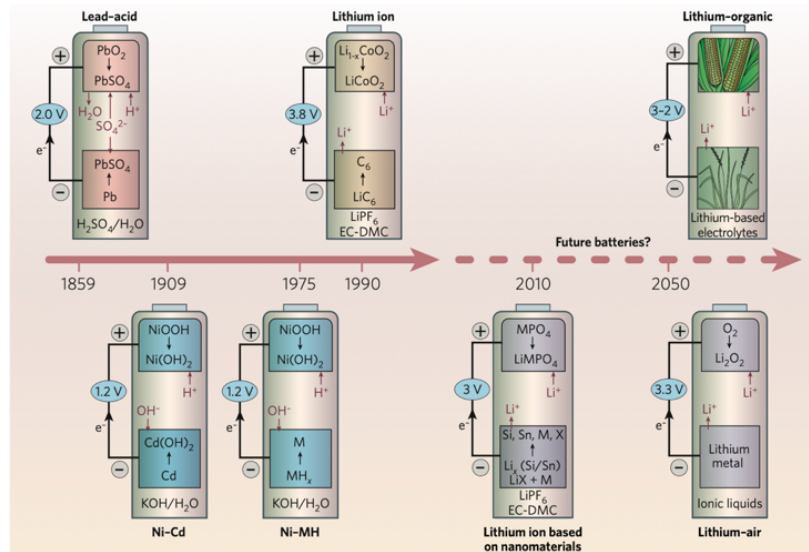 Lead–acid
+
PbO2
PbSO4
H2O
H+
SO4 2-
2.0 V
e-
PbSO4
Pb
−
H2SO4/H2O
Lithium ion
+
Li1-xCoO2
LiCoO2
Li+
3.8 V
Li+
e-
C6
LiC6
−
LiPF6
EC-DMC
Lithium–organic
+
Li+
3–2 V
Li+
e-
−
Lithium-based
electrolytes
Future batteries?
1859
1909
1975
1990
2010
2050
+
NiOOH
Ni(OH)2
H+
1.2 V
OH-
e-
Cd(OH)2
Cd
−
KOH/H2O
Ni–Cd
+
NiOOH
Ni(OH)2
H+
1.2 V
OH-
e-
M
MHx
−
KOH/H2O
Ni–MH
+
MPO4
LiMPO4
Li+
3 V
Li+
e-
Si, Sn, M, X
Lix (Si/Sn)
LiX + M
−
LiPF6
EC-DMC
Lithium ion based
on nanomaterials
+
O2
Li2O2
Li+
3.3 V
Li+
e-
Lithium
metal
−
Ionic liquids
Lithium–air